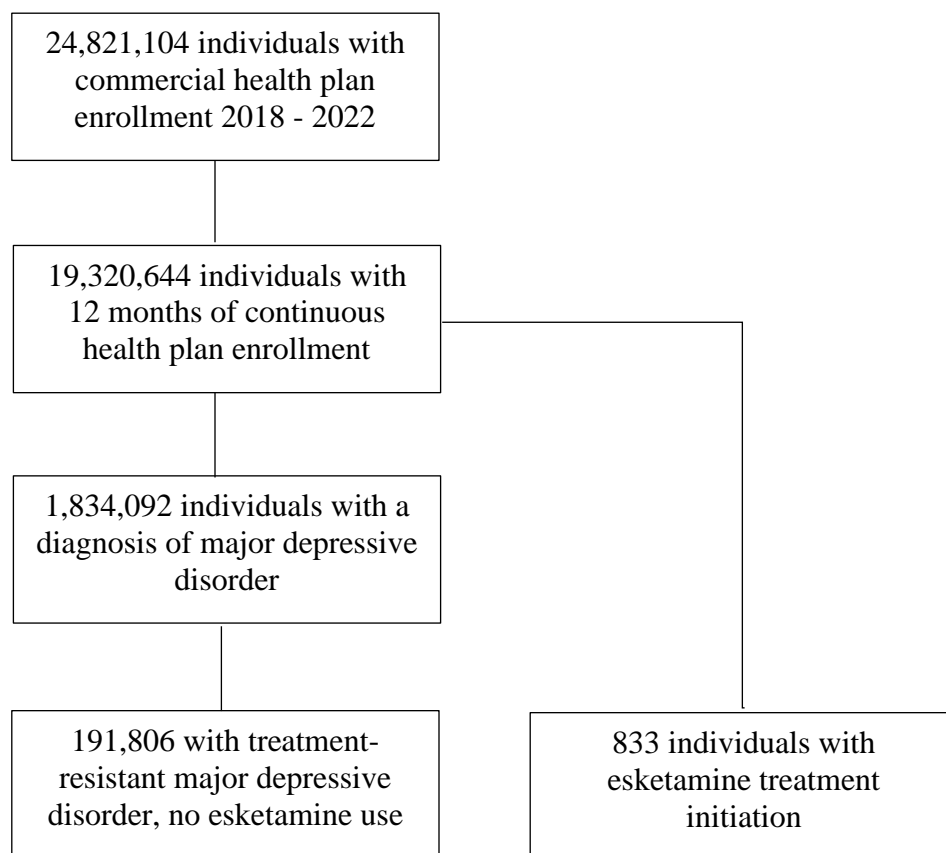 24,821,104 individuals with
commercial health plan
enrollment 2018 - 2022
19,320,644 individuals with
12 months of continuous
health plan enrollment
1,834,092 individuals with a
diagnosis of major depressive
disorder
191,806 with treatment-
resistant major depressive
disorder, no esketamine use
833 individuals with
esketamine treatment
initiation